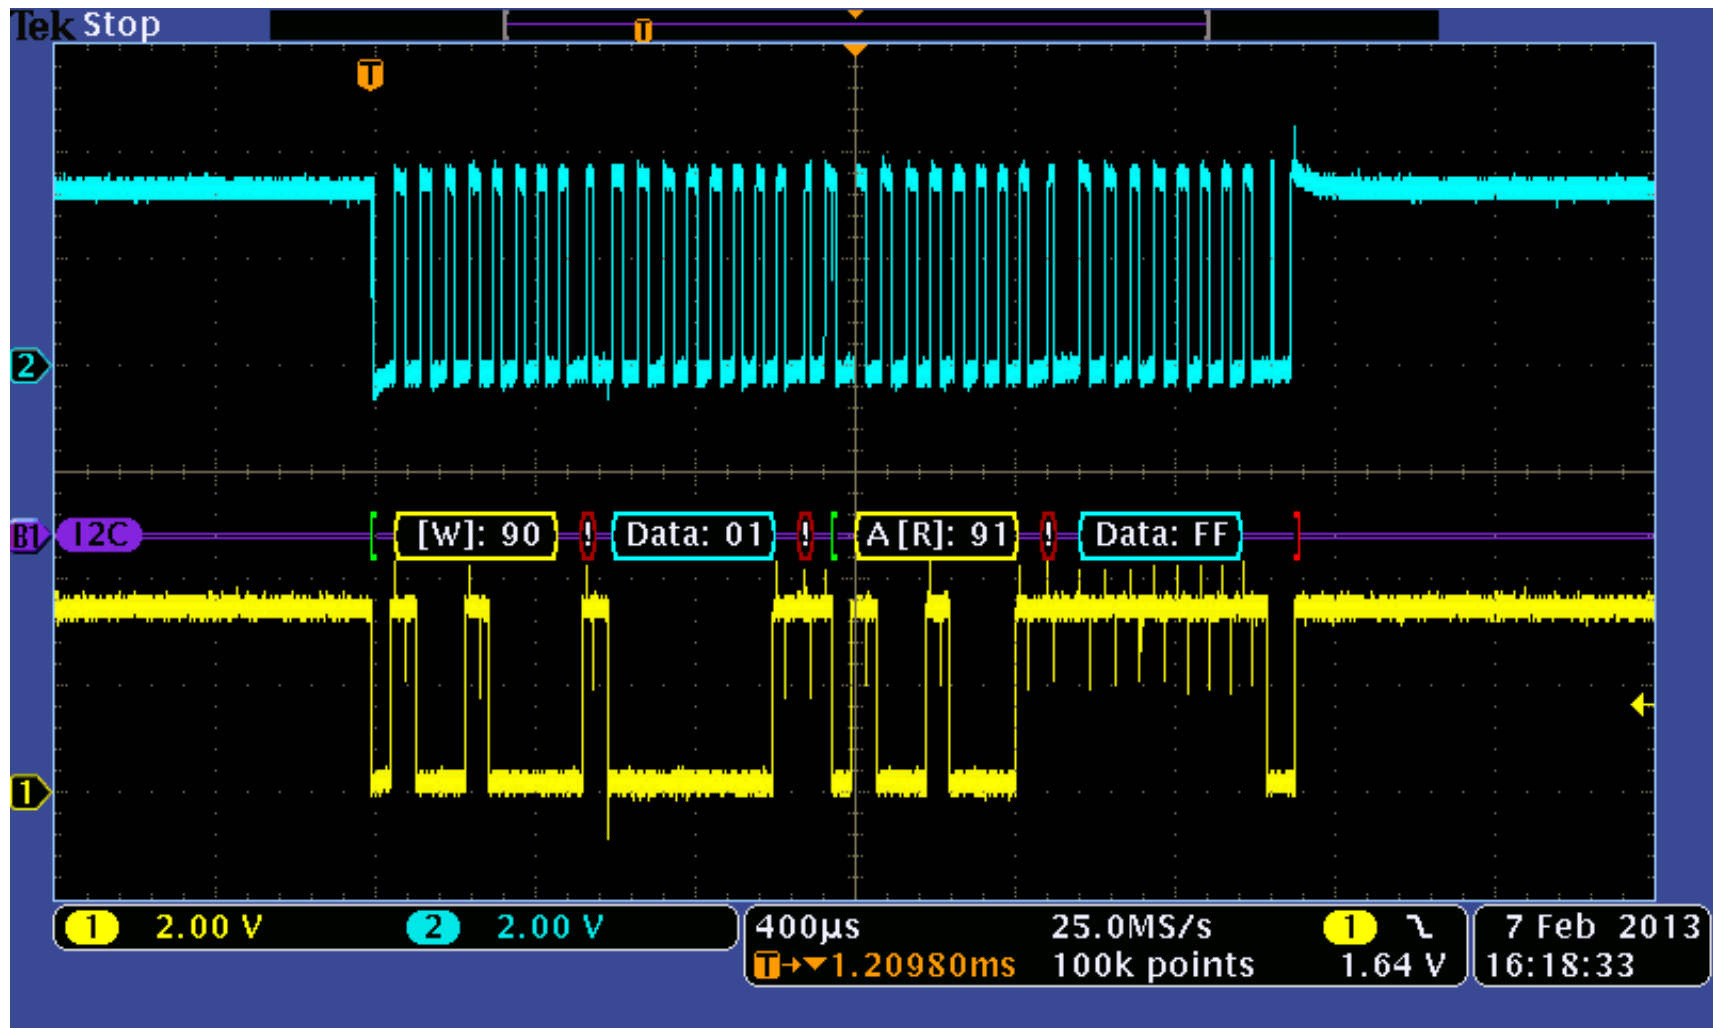 Tek Stop
T
T
2
B1 I2C [W]: 90 ! Data: 01 ! A[R]: 91 ! Data: FF
1
1 2.00 V 2 2.00 V
400µs 25.0MS/s 1
T→▼1.20980ms 100k points 1.64 V
7 Feb 2013
16:18:33